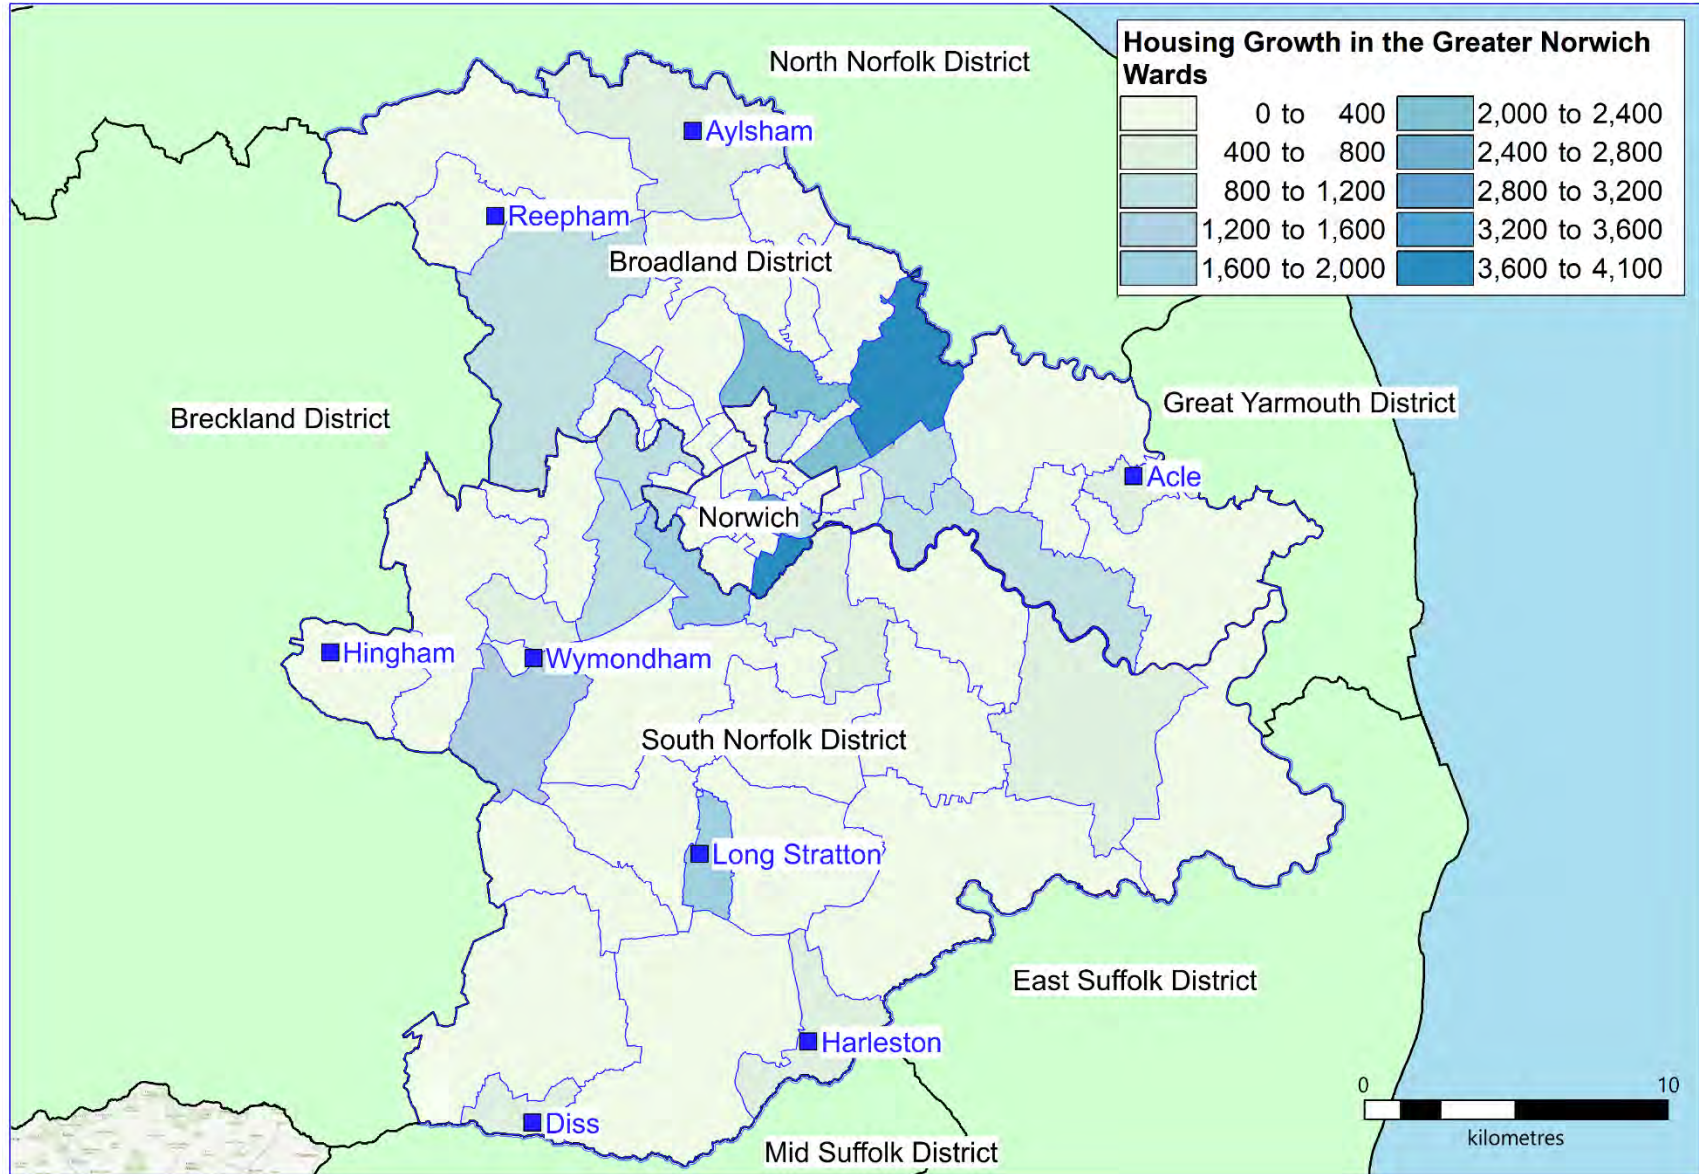 Housing Growth in the Greater Norwich
Wards
0 to 400
400 to 800
800 to 1,200
1,200 to 1,600
1,600 to 2,000
2,000 to 2,400
2,400 to 2,800
2,800 to 3,200
3,200 to 3,600
3,600 to 4,100
North Norfolk District
Aylsham
Reepham
Broadland District
Breckland District
Great Yarmouth District
Acle
Norwich
Hingham
Wymondham
South Norfolk District
Long Stratton
East Suffolk District
Harleston
Diss
Mid Suffolk District
0 10
kilometres